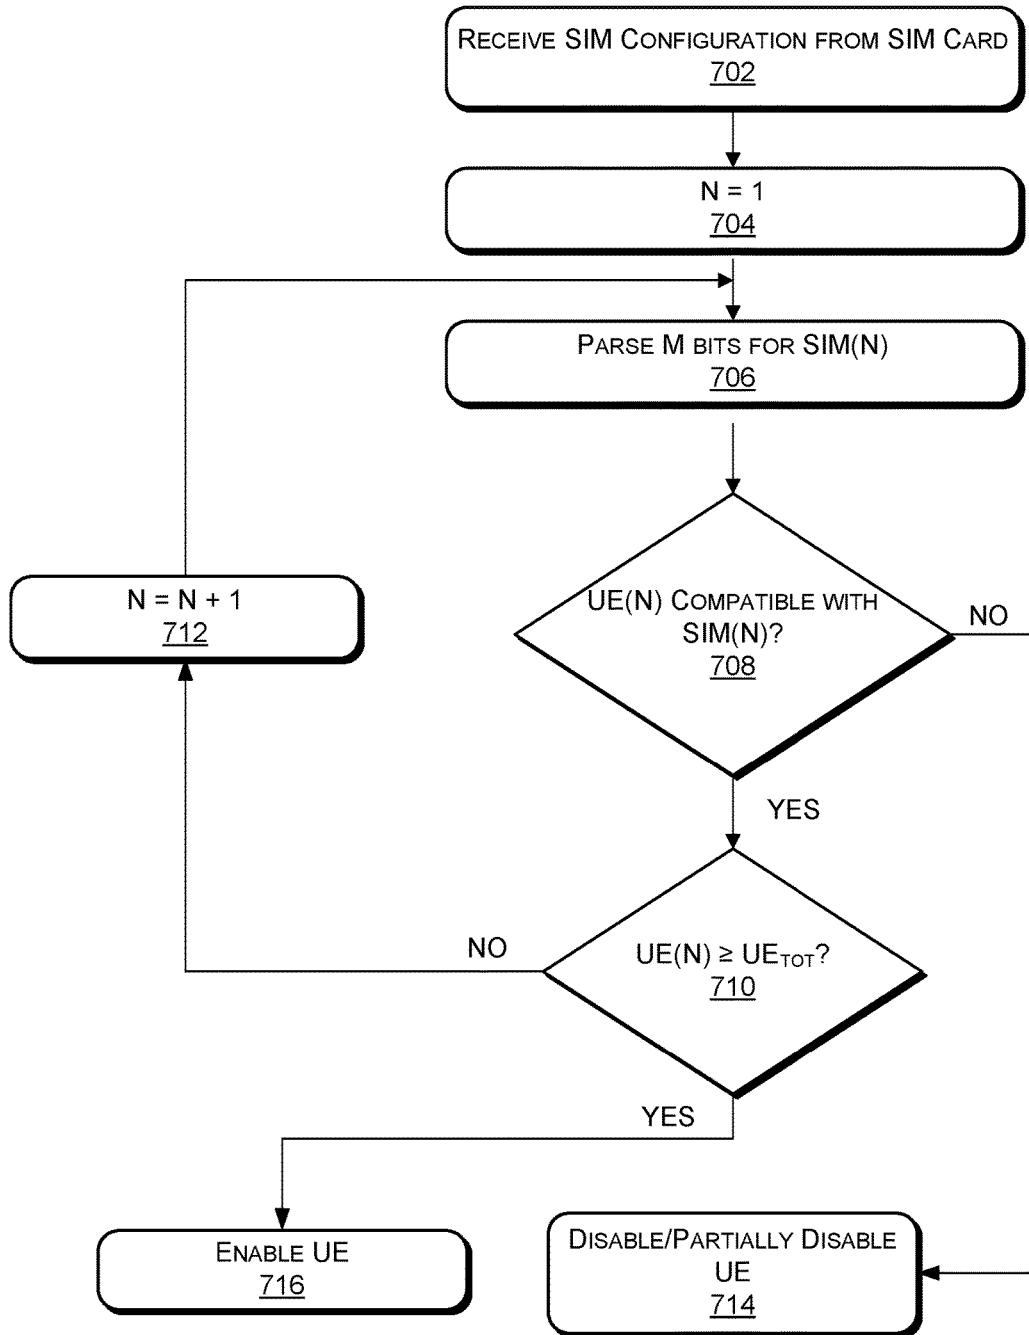 RECEIVE SIM CONFIGURATION FROM SIM CARD
702
N = 1
704
PARSE M BITS FOR SIM(N)
706
UE(N) COMPATIBLE WITH
SIM(N)?
708
NO
N = N + 1
712
YES
UE(N) ≥ UETOT?
710
NO
YES
ENABLE UE
716
DISABLE/PARTIALLY DISABLE
UE
714